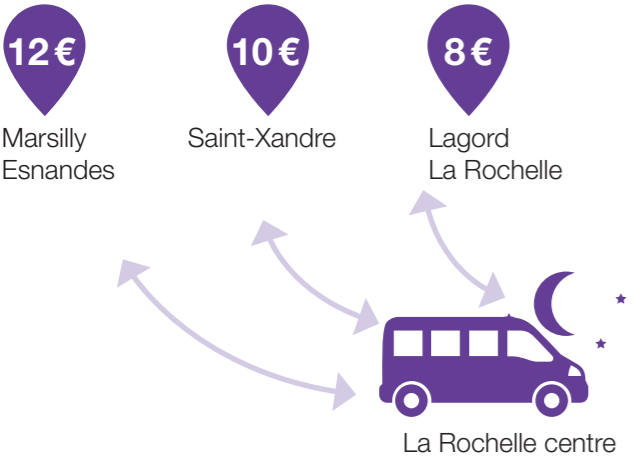 12 €
10 €
8 €
Marsilly
Esnandes
Saint-Xandre
Lagord
La Rochelle
La Rochelle centre